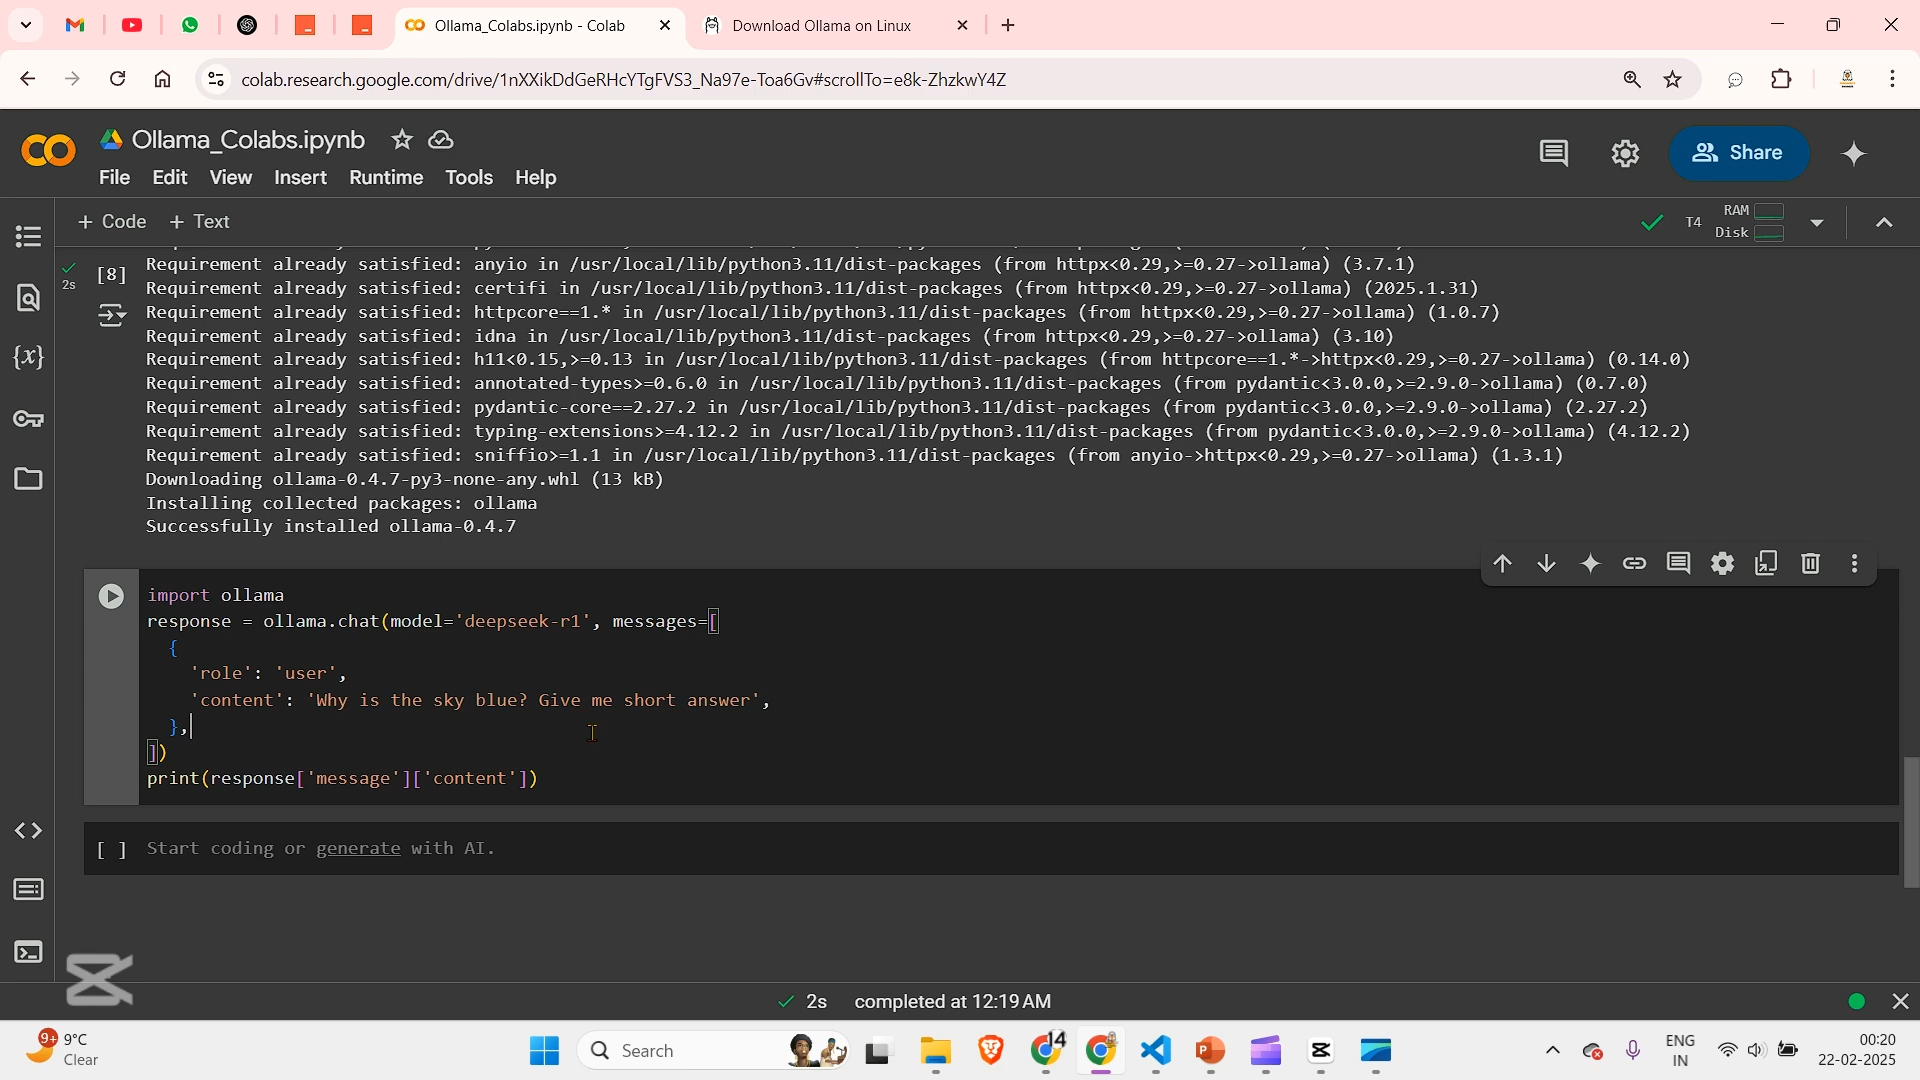 Ollama_Colabs.ipynb - Colab
Download Ollama on Linux
colab.research.google.com/drive/1nXXikDdGeRHcYTgFVS3_Na97e-Toa6Gv#scrollTo=e8k-ZhzkwY4Z
Ollama_Colabs.ipynb
Share
File Edit View Insert Runtime Tools Help
+ Code + Text
T4
RAM
Disk
[8]
2s
Requirement already satisfied: anyio in /usr/local/lib/python3.11/dist-packages (from httpx<0.29,>=0.27->ollama) (3.7.1)
Requirement already satisfied: certifi in /usr/local/lib/python3.11/dist-packages (from httpx<0.29,>=0.27->ollama) (2025.1.31)
Requirement already satisfied: httpcore==1.* in /usr/local/lib/python3.11/dist-packages (from httpx<0.29,>=0.27->ollama) (1.0.7)
Requirement already satisfied: idna in /usr/local/lib/python3.11/dist-packages (from httpx<0.29,>=0.27->ollama) (3.10)
Requirement already satisfied: h11<0.15,>=0.13 in /usr/local/lib/python3.11/dist-packages (from httpcore==1.*->httpx<0.29,>=0.27->ollama) (0.14.0)
Requirement already satisfied: annotated-types>=0.6.0 in /usr/local/lib/python3.11/dist-packages (from pydantic<3.0.0,>=2.9.0->ollama) (0.7.0)
Requirement already satisfied: pydantic-core==2.27.2 in /usr/local/lib/python3.11/dist-packages (from pydantic<3.0.0,>=2.9.0->ollama) (2.27.2)
Requirement already satisfied: typing-extensions>=4.12.2 in /usr/local/lib/python3.11/dist-packages (from pydantic<3.0.0,>=2.9.0->ollama) (4.12.2)
Requirement already satisfied: sniffio>=1.1 in /usr/local/lib/python3.11/dist-packages (from anyio->httpx<0.29,>=0.27->ollama) (1.3.1)
Downloading ollama-0.4.7-py3-none-any.whl (13 kB)
Installing collected packages: ollama
Successfully installed ollama-0.4.7
import ollama
response = ollama.chat(model='deepseek-r1', messages=[
{
'role': 'user',
'content': 'Why is the sky blue? Give me short answer',
},
])
print(response['message']['content'])
[ ] Start coding or generate with AI.
2s completed at 12:19 AM
9+
9°C
Clear
Search
14
ENG
IN
00:20
22-02-2025